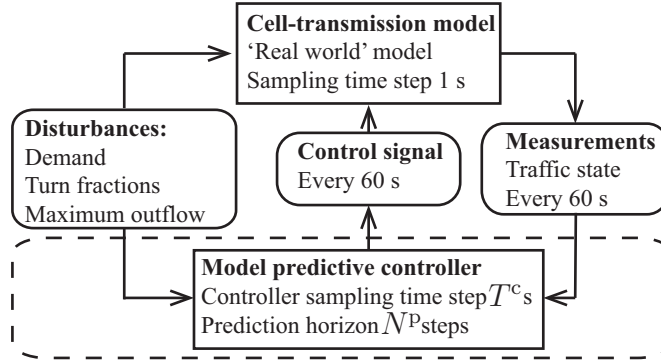 Cell-transmission model
‘Real world’ model
Sampling time step 1 s
Disturbances:
Demand
Turn fractions
Maximum outflow
Control signal
Every 60 s
Measurements
Traffic state
Every 60 s
Model predictive controller
Controller sampling time step T^c s
Prediction horizon N^p steps